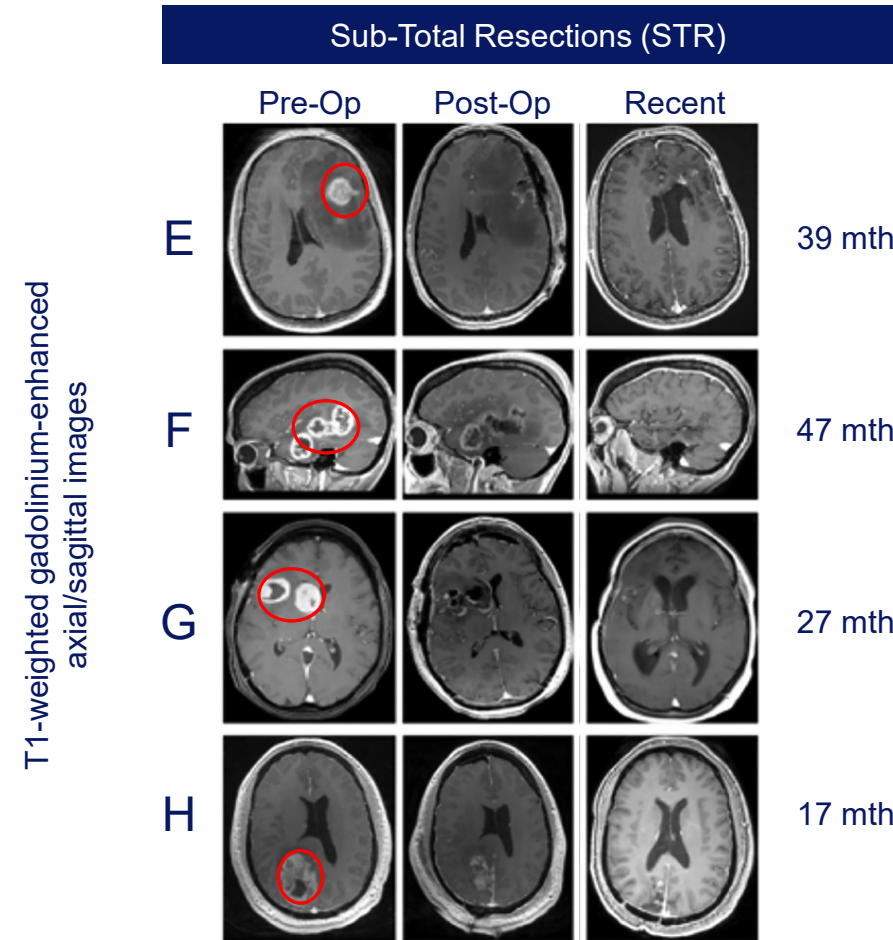 Sub-Total Resections (STR)
Pre-Op Post-Op Recent
E 39 mth
F 47 mth
G 27 mth
H 17 mth
T1-weighted gadolinium-enhanced
axial/sagittal images